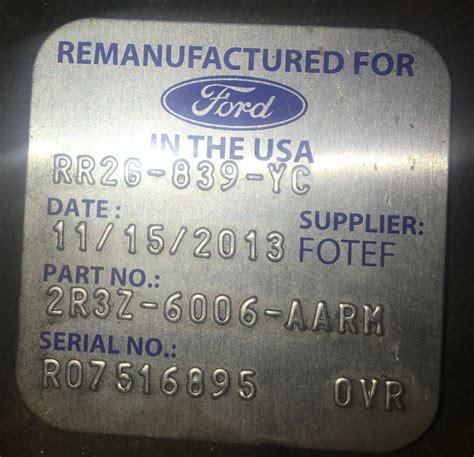 REMANUFACTURED FOR
Ford
IN THE USA
RR2G-839-YC
DATE : SUPPLIER:
11/15/2013 FOTEF
PART NO.:
2R3Z-6006-AARM
SERIAL NO.:
R07516895 OVR